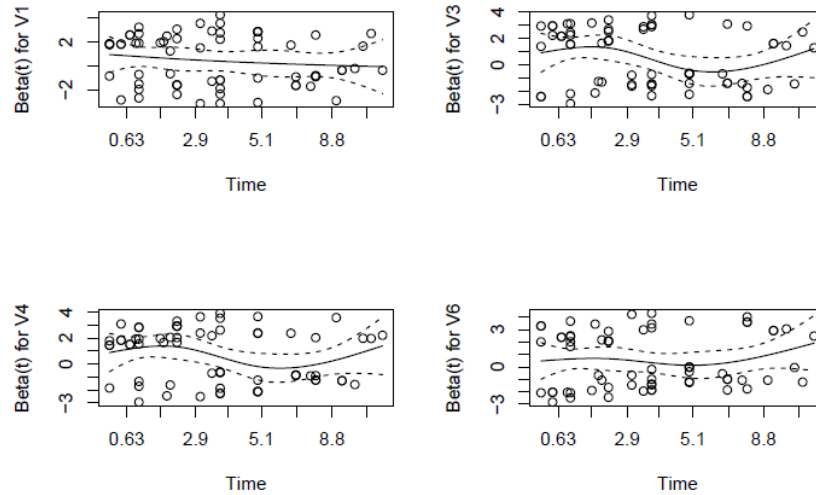 Beta(t) for V1
2
−2
0.63 2.9 5.1 8.8
Time
Beta(t) for V3
4
2
0
−3
0.63 2.9 5.1 8.8
Time
Beta(t) for V4
4
2
0
−3
0.63 2.9 5.1 8.8
Time
Beta(t) for V6
3
0
−3
0.63 2.9 5.1 8.8
Time